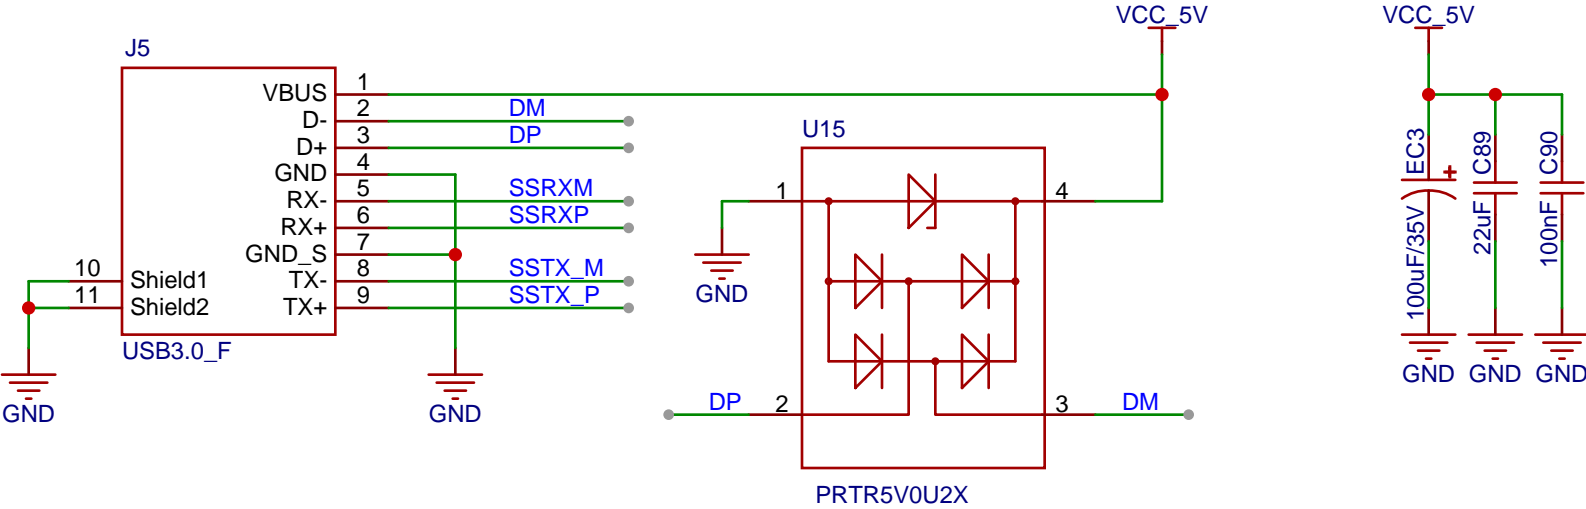 J5
VBUS 1
D- 2 DM
D+ 3 DP
GND 4
RX- 5 SSRXM
RX+ 6 SSRXP
GND_S 7
TX- 8 SSTX_M
TX+ 9 SSTX_P
10 Shield1
11 Shield2
USB3.0_F
GND
GND
VCC_5V
U15
1
4
GND
DP 2
3 DM
PRTR5V0U2X
VCC_5V
EC3
+
100uF/35V
C89
22uF
C90
100nF
GND
GND
GND